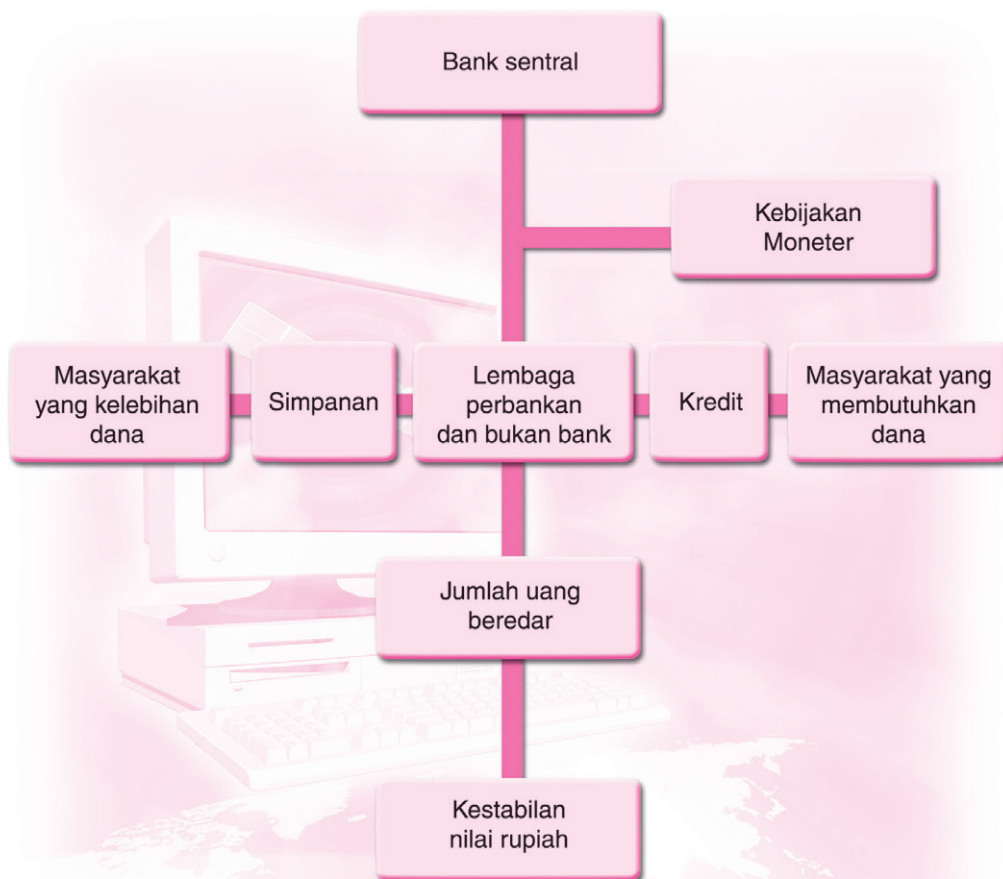 Bank sentral
Kebijakan
Moneter
Masyarakat
yang kelebihan
dana
Simpanan
Lembaga
perbankan
dan bukan bank
Kredit
Masyarakat yang
membutuhkan
dana
Jumlah uang
beredar
Kestabilan
nilai rupiah